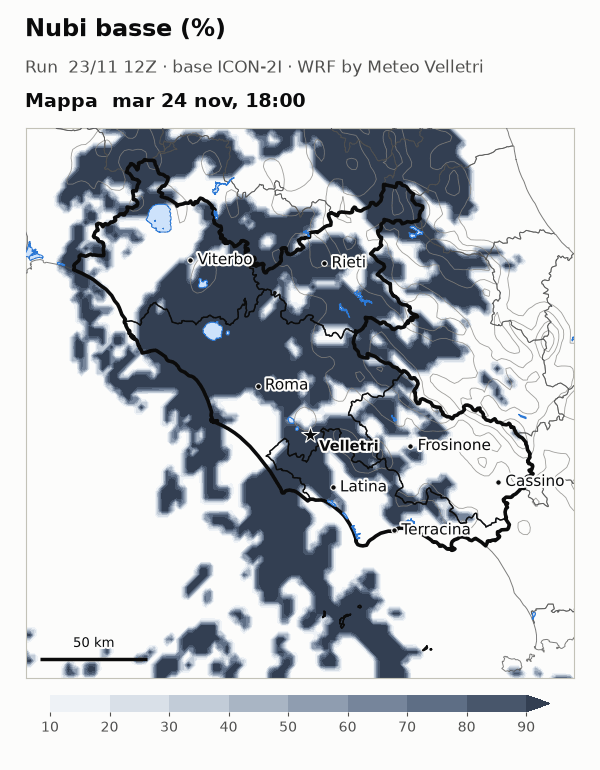 Nubi basse (%)
Run  23/11 12Z · base ICON-2I · WRF by Meteo Velletri
Mappa  mar 24 nov, 18:00
Viterbo
Rieti
Roma
Velletri
Frosinone
Latina
Cassino
Terracina
50 km
10 20 30 40 50 60 70 80 90